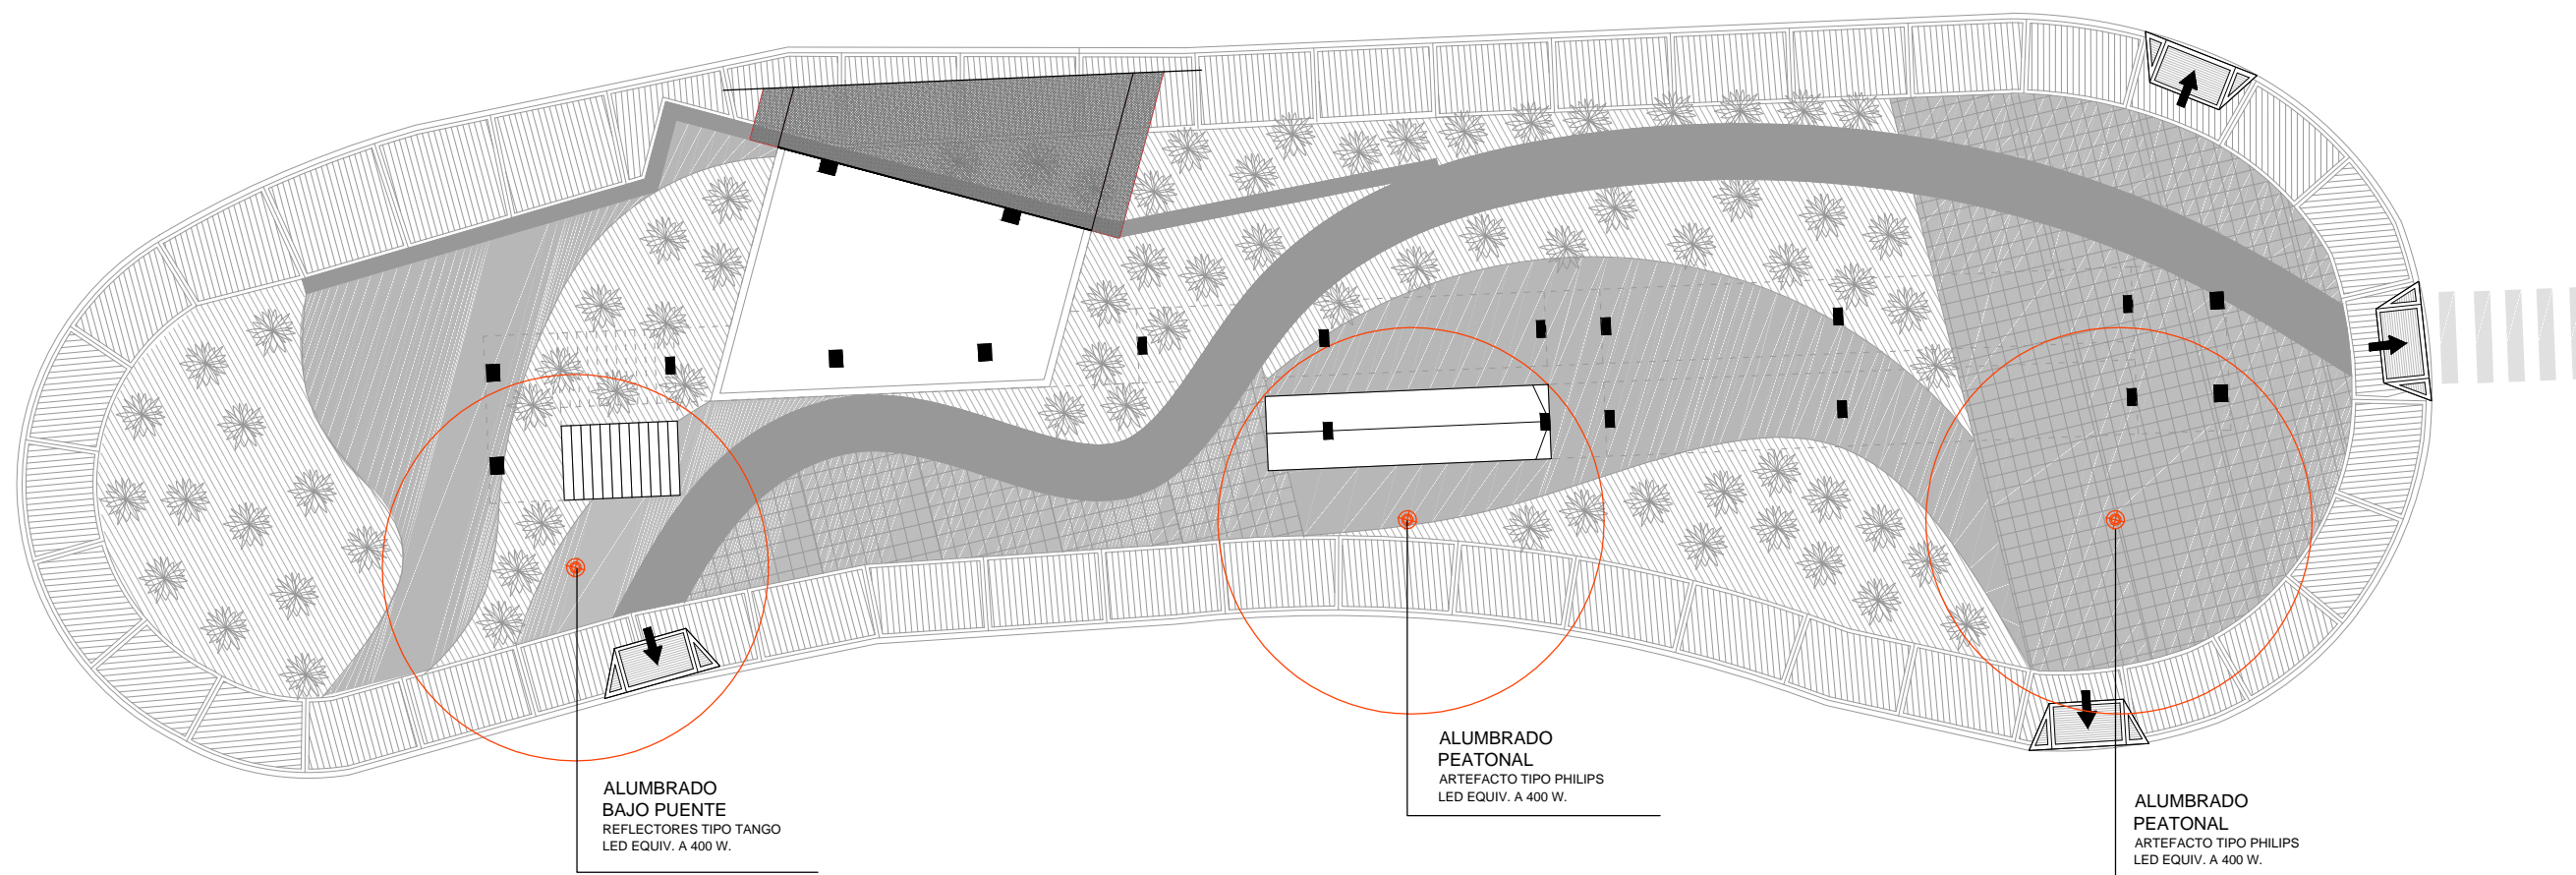 ALUMBRADO
BAJO PUENTE
REFLECTORES TIPO TANGO
LED EQUIV. A 400 W.
ALUMBRADO
PEATONAL
ARTEFACTO TIPO PHILIPS
LED EQUIV. A 400 W.
ALUMBRADO
PEATONAL
ARTEFACTO TIPO PHILIPS
LED EQUIV. A 400 W.